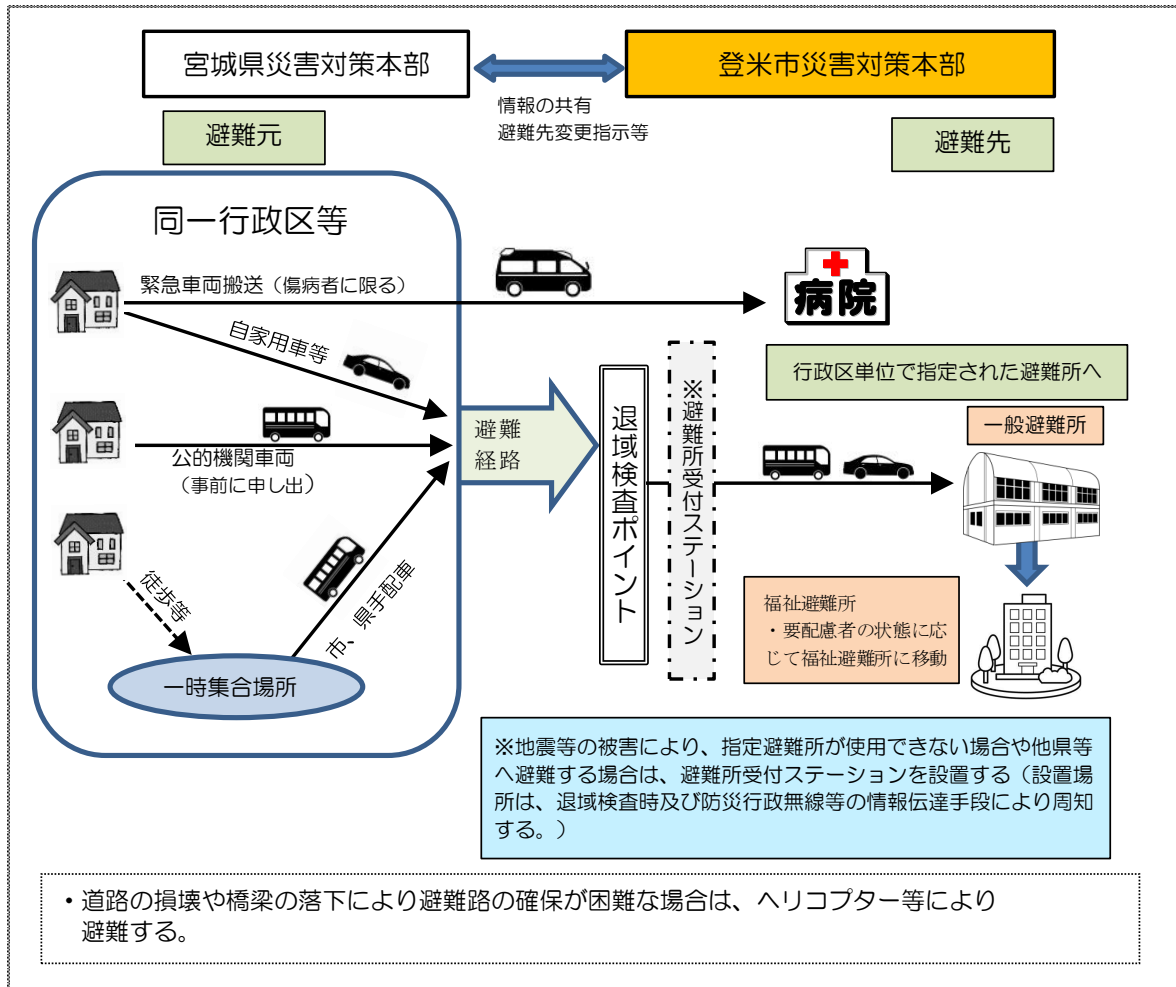 宮城県災害対策本部
登米市災害対策本部
情報の共有
避難先変更指示等
避難元
避難先
同一行政区等
緊急車両搬送（傷病者に限る）
病院
自家用車等
行政区単位で指定された避難所へ
一般避難所
公的機関車両
（事前に申し出）
避難
経路
退域検査ポイント
※避難所受付ステーション
徒歩等
市、県手配車
一時集合場所
福祉避難所
・要配慮者の状態に応
じて福祉避難所に移動
※地震等の被害により、指定避難所が使用できない場合や他県等
へ避難する場合は、避難所受付ステーションを設置する（設置場
所は、退域検査時及び防災行政無線等の情報伝達手段により周知
する。）
・道路の損壊や橋梁の落下により避難路の確保が困難な場合は、ヘリコプター等により
避難する。